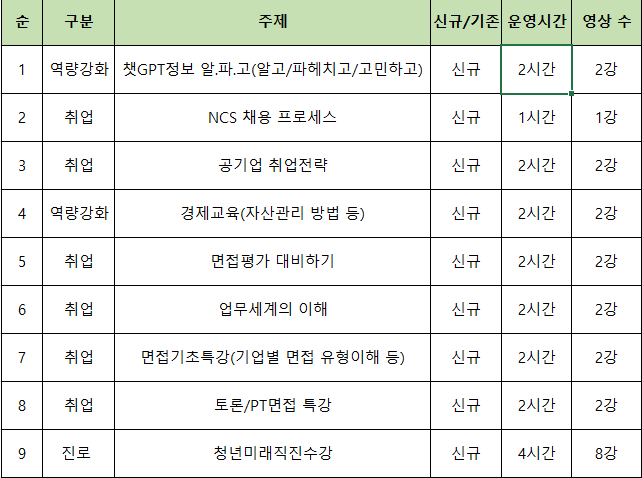 순 구분 주제 신규/기존 운영시간 영상 수
1 역량강화 챗GPT정보 알.파.고(알고/파헤치고/고민하고) 신규 2시간 2강
2 취업 NCS 채용 프로세스 신규 1시간 1강
3 취업 공기업 취업전략 신규 2시간 2강
4 역량강화 경제교육(자산관리 방법 등) 신규 2시간 2강
5 취업 면접평가 대비하기 신규 2시간 2강
6 취업 업무세계의 이해 신규 2시간 2강
7 취업 면접기초특강(기업별 면접 유형이해 등) 신규 2시간 2강
8 취업 토론/PT면접 특강 신규 2시간 2강
9 진로 청년미래직진수강 신규 4시간 8강